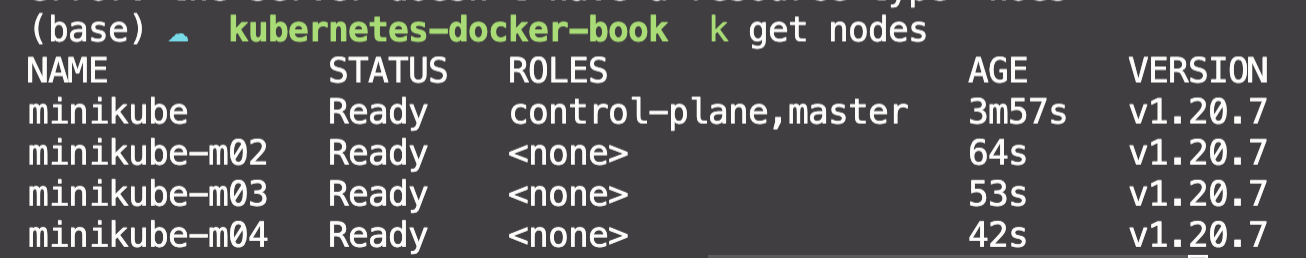 (base) ☁ kubernetes-docker-book k get nodes
NAME STATUS ROLES AGE VERSION
minikube Ready control-plane,master 3m57s v1.20.7
minikube-m02 Ready <none> 64s v1.20.7
minikube-m03 Ready <none> 53s v1.20.7
minikube-m04 Ready <none> 42s v1.20.7